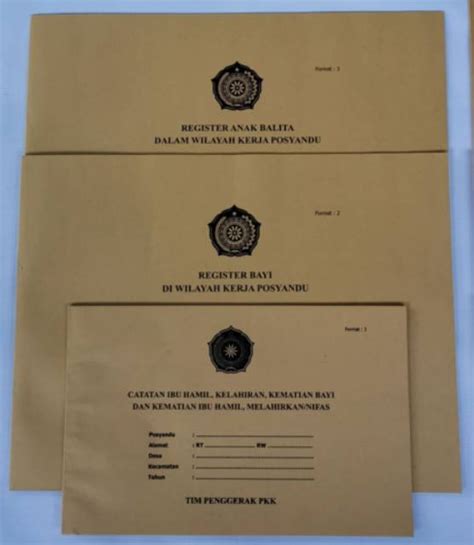 Format : 3
REGISTER ANAK BALITA
DALAM WILAYAH KERJA POSYANDU
Format : 2
REGISTER BAYI
DI WILAYAH KERJA POSYANDU
Format : 1
CATATAN IBU HAMIL, KELAHIRAN, KEMATIAN BAYI
DAN KEMATIAN IBU HAMIL, MELAHIRKAN/NIFAS
Posyandu :
Alamat : RT RW
Desa :
Kecamatan :
Tahun :
TIM PENGGERAK PKK